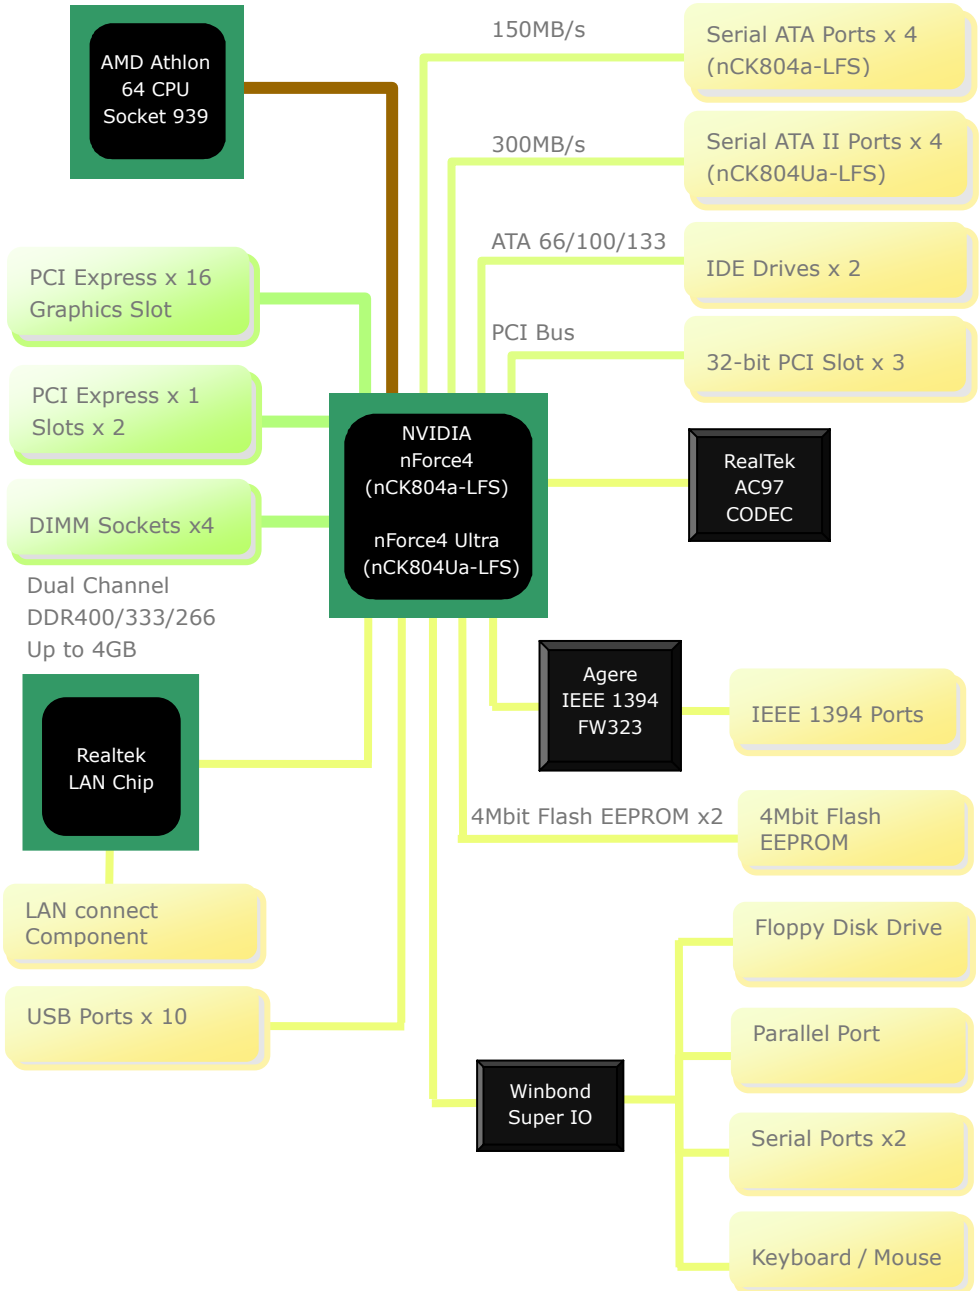 AMD Athlon
64 CPU
Socket 939
150MB/s
Serial ATA Ports x 4
(nCK804a-LFS)
300MB/s
Serial ATA II Ports x 4
(nCK804Ua-LFS)
ATA 66/100/133
IDE Drives x 2
PCI Bus
32-bit PCI Slot x 3
PCI Express x 16
Graphics Slot
PCI Express x 1
Slots x 2
DIMM Sockets x4
Dual Channel
DDR400/333/266
Up to 4GB
NVIDIA
nForce4
(nCK804a-LFS)
nForce4 Ultra
(nCK804Ua-LFS)
RealTek
AC97
CODEC
Agere
IEEE 1394
FW323
IEEE 1394 Ports
Realtek
LAN Chip
4Mbit Flash EEPROM x2
4Mbit Flash
EEPROM
LAN connect
Component
USB Ports x 10
Winbond
Super IO
Floppy Disk Drive
Parallel Port
Serial Ports x2
Keyboard / Mouse